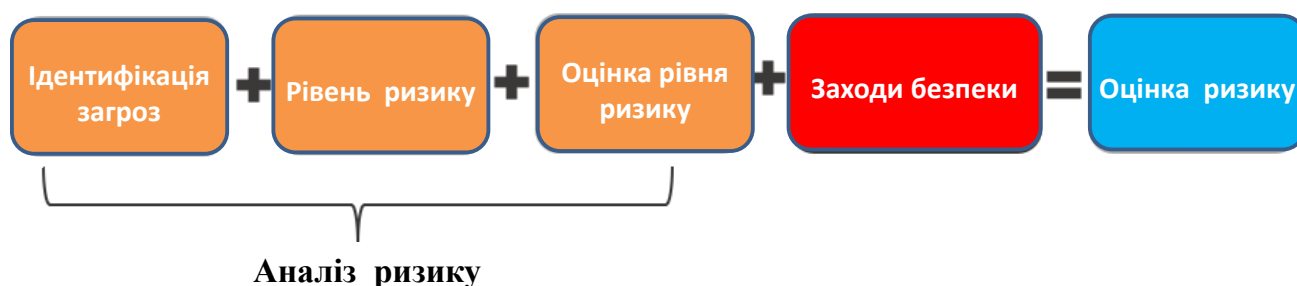 Ідентифікація
загроз
Рівень ризику
Оцінка рівня
ризику
Заходи безпеки
Оцінка ризику
Аналіз ризику